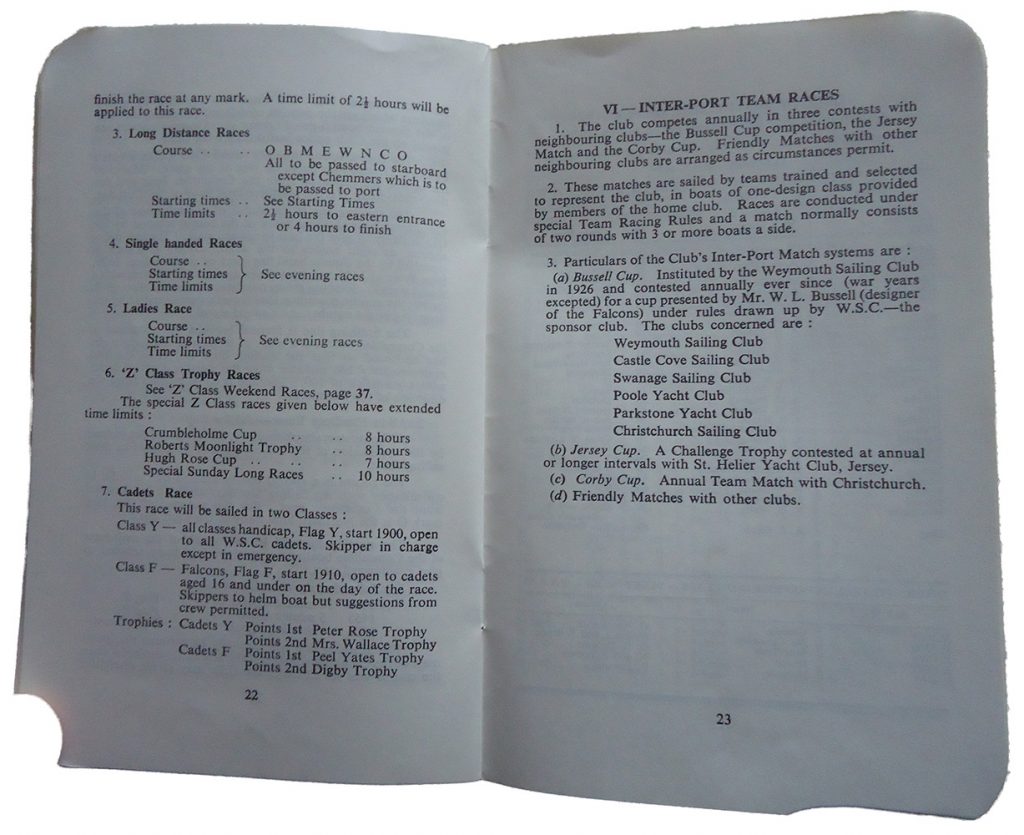 finish the race at any mark. A time limit of 2½ hours will be
applied to this race.
3. Long Distance Races
Course .. .. O B M E W N C O
All to be passed to starboard
except Chemmers which is to
be passed to port
Starting times .. See Starting Times
Time limits .. 2½ hours to eastern entrance
or 4 hours to finish
4. Single handed Races
Course ..
Starting times } See evening races
Time limits
5. Ladies Race
Course ..
Starting times } See evening races
Time limits
6. ‘Z’ Class Trophy Races
See ‘Z’ Class Weekend Races, page 37.
The special Z Class races given below have extended
time limits :
Crumbleholme Cup .. .. 8 hours
Roberts Moonlight Trophy .. 8 hours
Hugh Rose Cup .. .. .. 7 hours
Special Sunday Long Races .. 10 hours
7. Cadets Race
This race will be sailed in two Classes :
Class Y — all classes handicap, Flag Y, start 1900, open
to all W.S.C. cadets. Skipper in charge
except in emergency.
Class F — Falcons, Flag F, start 1910, open to cadets
aged 16 and under on the day of the race.
Skippers to helm boat but suggestions from
crew permitted.
Trophies : Cadets Y Points 1st Peter Rose Trophy
Points 2nd Mrs. Wallace Trophy
Cadets F Points 1st Peel Yates Trophy
Points 2nd Digby Trophy
22
VI — INTER-PORT TEAM RACES
1. The club competes annually in three contests with
neighbouring clubs—the Bussell Cup competition, the Jersey
Match and the Corby Cup. Friendly Matches with other
neighbouring clubs are arranged as circumstances permit.
2. These matches are sailed by teams trained and selected
to represent the club, in boats of one-design class provided
by members of the home club. Races are conducted under
special Team Racing Rules and a match normally consists
of two rounds with 3 or more boats a side.
3. Particulars of the Club's Inter-Port Match systems are :
(a) Bussell Cup. Instituted by the Weymouth Sailing Club
in 1926 and contested annually ever since (war years
excepted) for a cup presented by Mr. W. L. Bussell (designer
of the Falcons) under rules drawn up by W.S.C.—the
sponsor club. The clubs concerned are :
Weymouth Sailing Club
Castle Cove Sailing Club
Swanage Sailing Club
Poole Yacht Club
Parkstone Yacht Club
Christchurch Sailing Club
(b) Jersey Cup. A Challenge Trophy contested at annual
or longer intervals with St. Helier Yacht Club, Jersey.
(c) Corby Cup. Annual Team Match with Christchurch.
(d) Friendly Matches with other clubs.
23